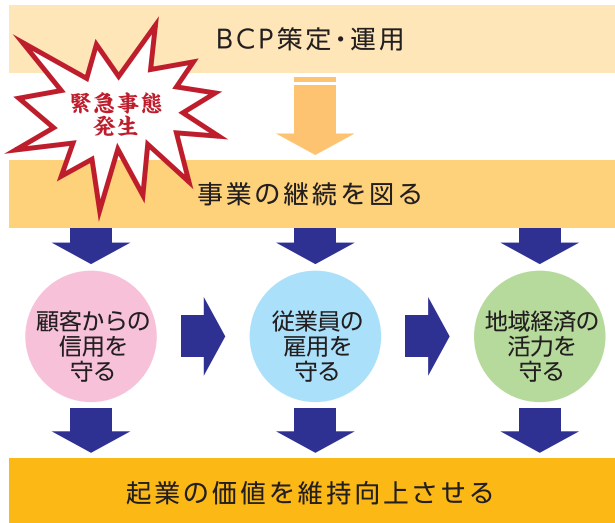 BCP策定・運用
緊急事態
発生
事業の継続を図る
顧客からの
信用を
守る
従業員の
雇用を
守る
地域経済の
活力を
守る
起業の価値を維持向上させる